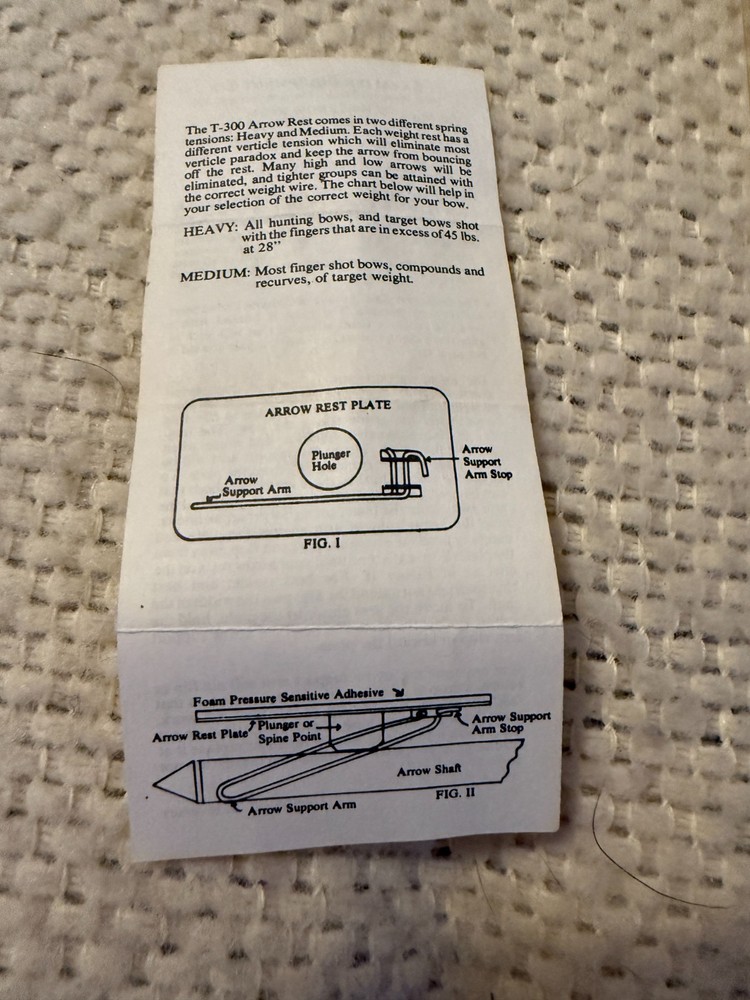 The T-300 Arrow Rest comes in two different spring
tensions: Heavy and Medium. Each weight rest has a
different verticle tension which will eliminate most
verticle paradox and keep the arrow from bouncing
off the rest. Many high and low arrows will be
eliminated, and tighter groups can be attained with
the correct weight wire. The chart below will help in
your selection of the correct weight for your bow.
HEAVY: All hunting bows, and target bows shot
with the fingers that are in excess of 45 lbs.
at 28"
MEDIUM: Most finger shot bows, compounds and
recurves, of target weight.
ARROW REST PLATE
Plunger
Hole
Arrow
Support
Arm Stop
Arrow
Support Arm
FIG. I
Foam Pressure Sensitive Adhesive
Arrow Rest Plate
Plunger or
Spine Point
Arrow Support
Arm Stop
Arrow Shaft
FIG. II
Arrow Support Arm